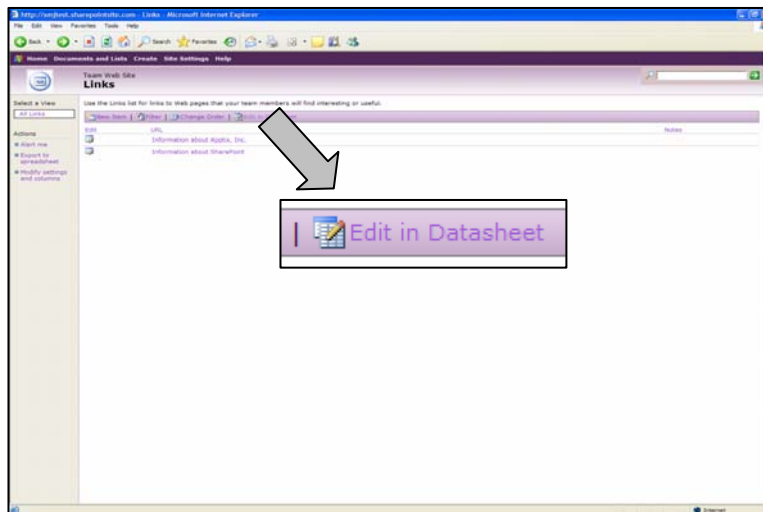 http://smjtest.sharepointsite.com - Links - Microsoft Internet Explorer
File Edit View Favorites Tools Help
Back Search Favorites
Home Documents and Lists Create Site Settings Help
Team Web Site
Links
Select a View
All Links
Actions
Alert me
Export to
spreadsheet
Modify settings
and columns
Use the Links list for links to Web pages that your team members will find interesting or useful.
New Item | Filter | Change Order | Edit in
Edit URL Notes
Information about Apptix, Inc.
Information about SharePoint
| Edit in Datasheet
Internet